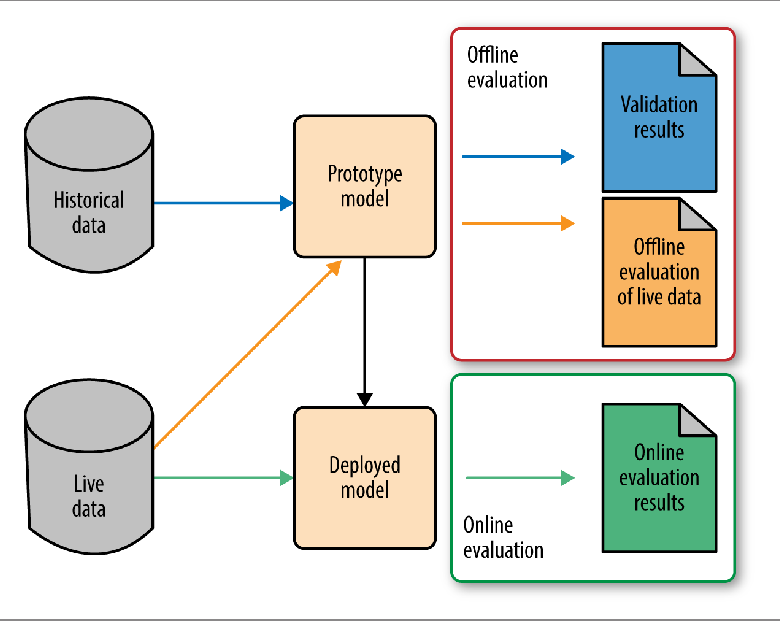 Offline
evaluation
Validation
results
Historical
data
Prototype
model
Offline
evaluation
of live data
Live
data
Deployed
model
Online
evaluation
Online
evaluation
results